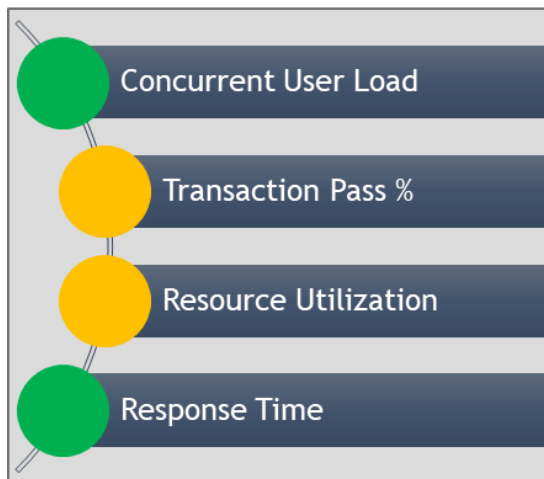 Concurrent User Load
Transaction Pass %
Resource Utilization
Response Time